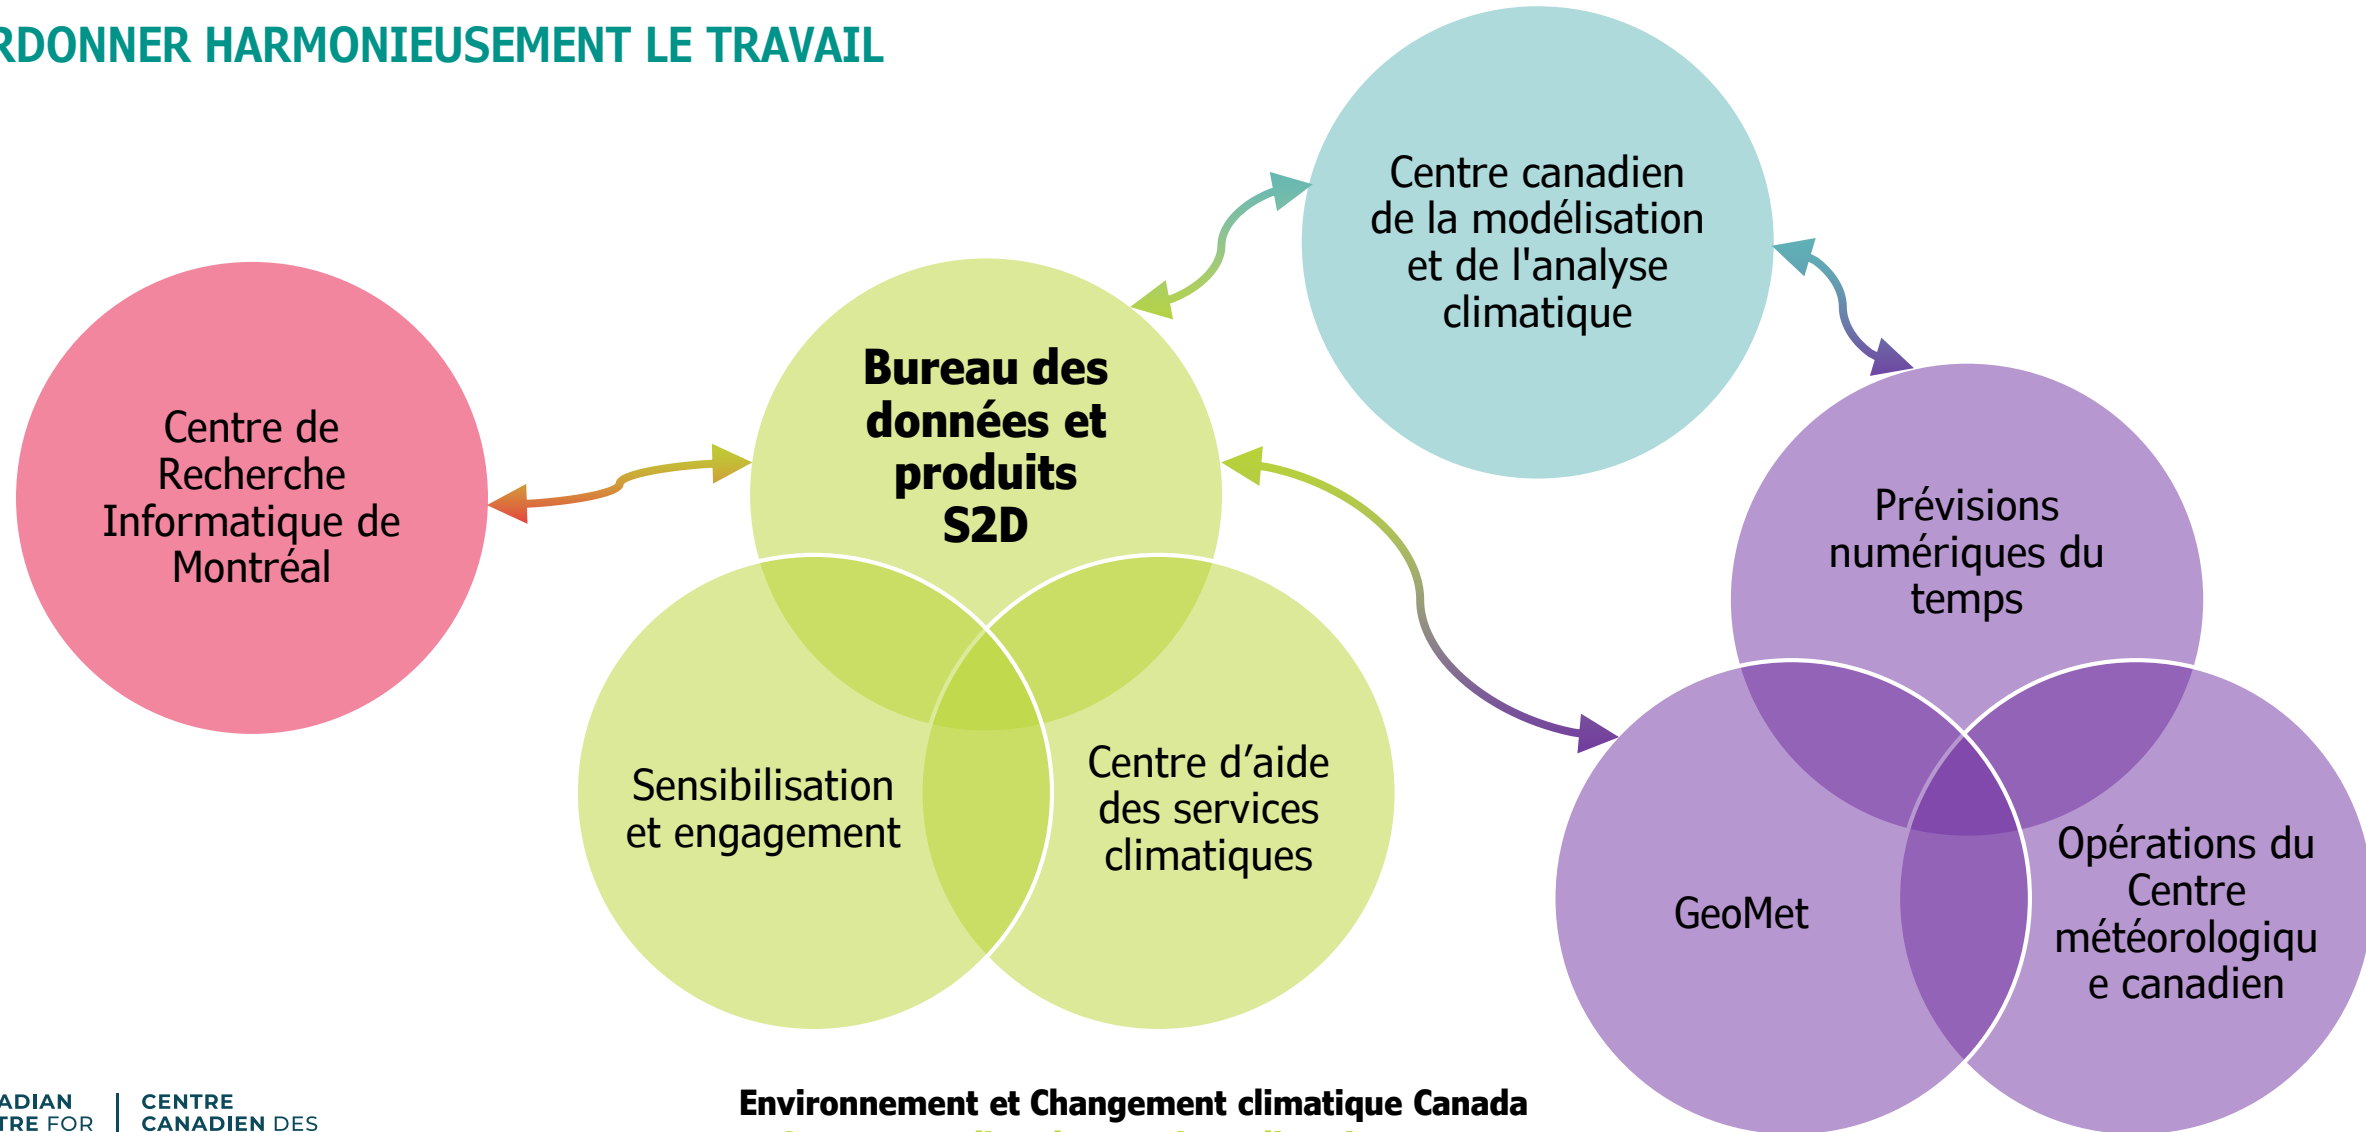 RDONNER HARMONIEUSEMENT LE TRAVAIL
Centre canadien
de la modélisation
et de l'analyse
climatique
Bureau des
données et
produits
S2D
Centre de
Recherche
Informatique de
Montréal
Prévisions
numériques du
temps
Sensibilisation
et engagement
Centre d’aide
des services
climatiques
GeoMet
Opérations du
Centre
météorologiqu
e canadien
Environnement et Changement climatique Canada
ADIAN
TRE FOR
CENTRE
CANADIEN DES